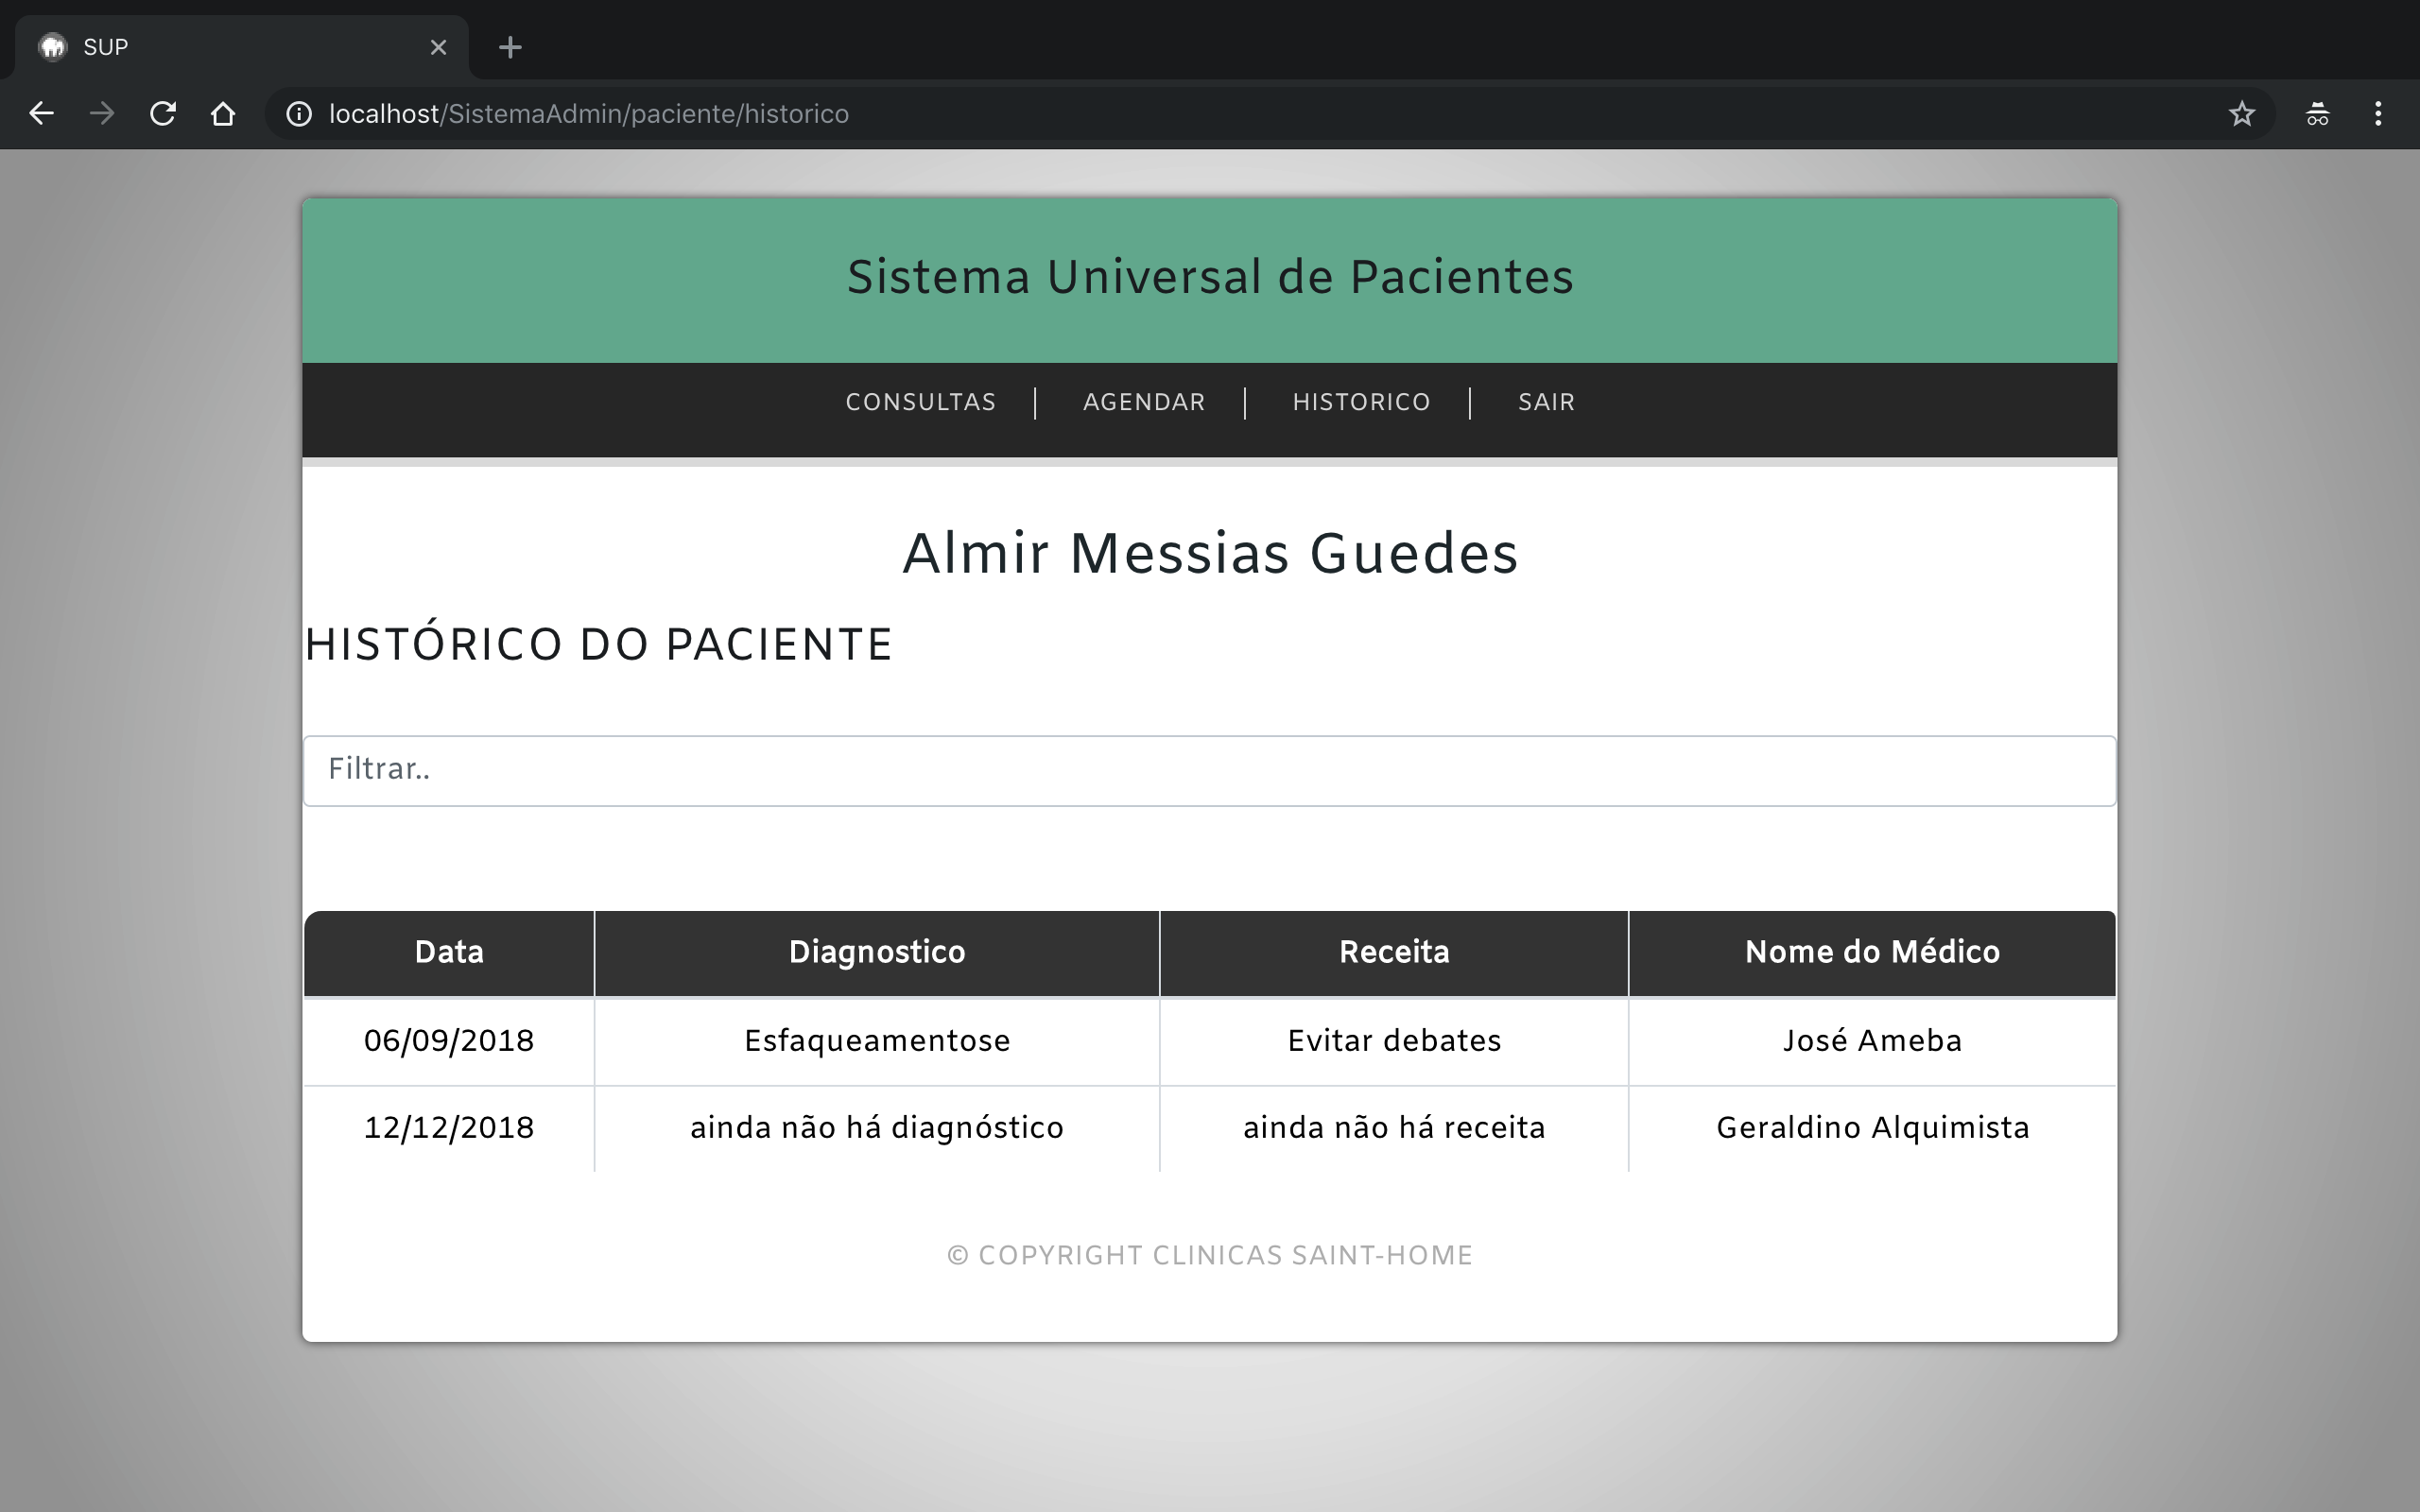 SUP
localhost/SistemaAdmin/paciente/historico
Sistema Universal de Pacientes
CONSULTAS | AGENDAR | HISTORICO | SAIR
Almir Messias Guedes
HISTÓRICO DO PACIENTE
Filtrar..
Data Diagnostico Receita Nome do Médico
06/09/2018 Esfaqueamentose Evitar debates José Ameba
12/12/2018 ainda não há diagnóstico ainda não há receita Geraldino Alquimista
© COPYRIGHT CLINICAS SAINT-HOME